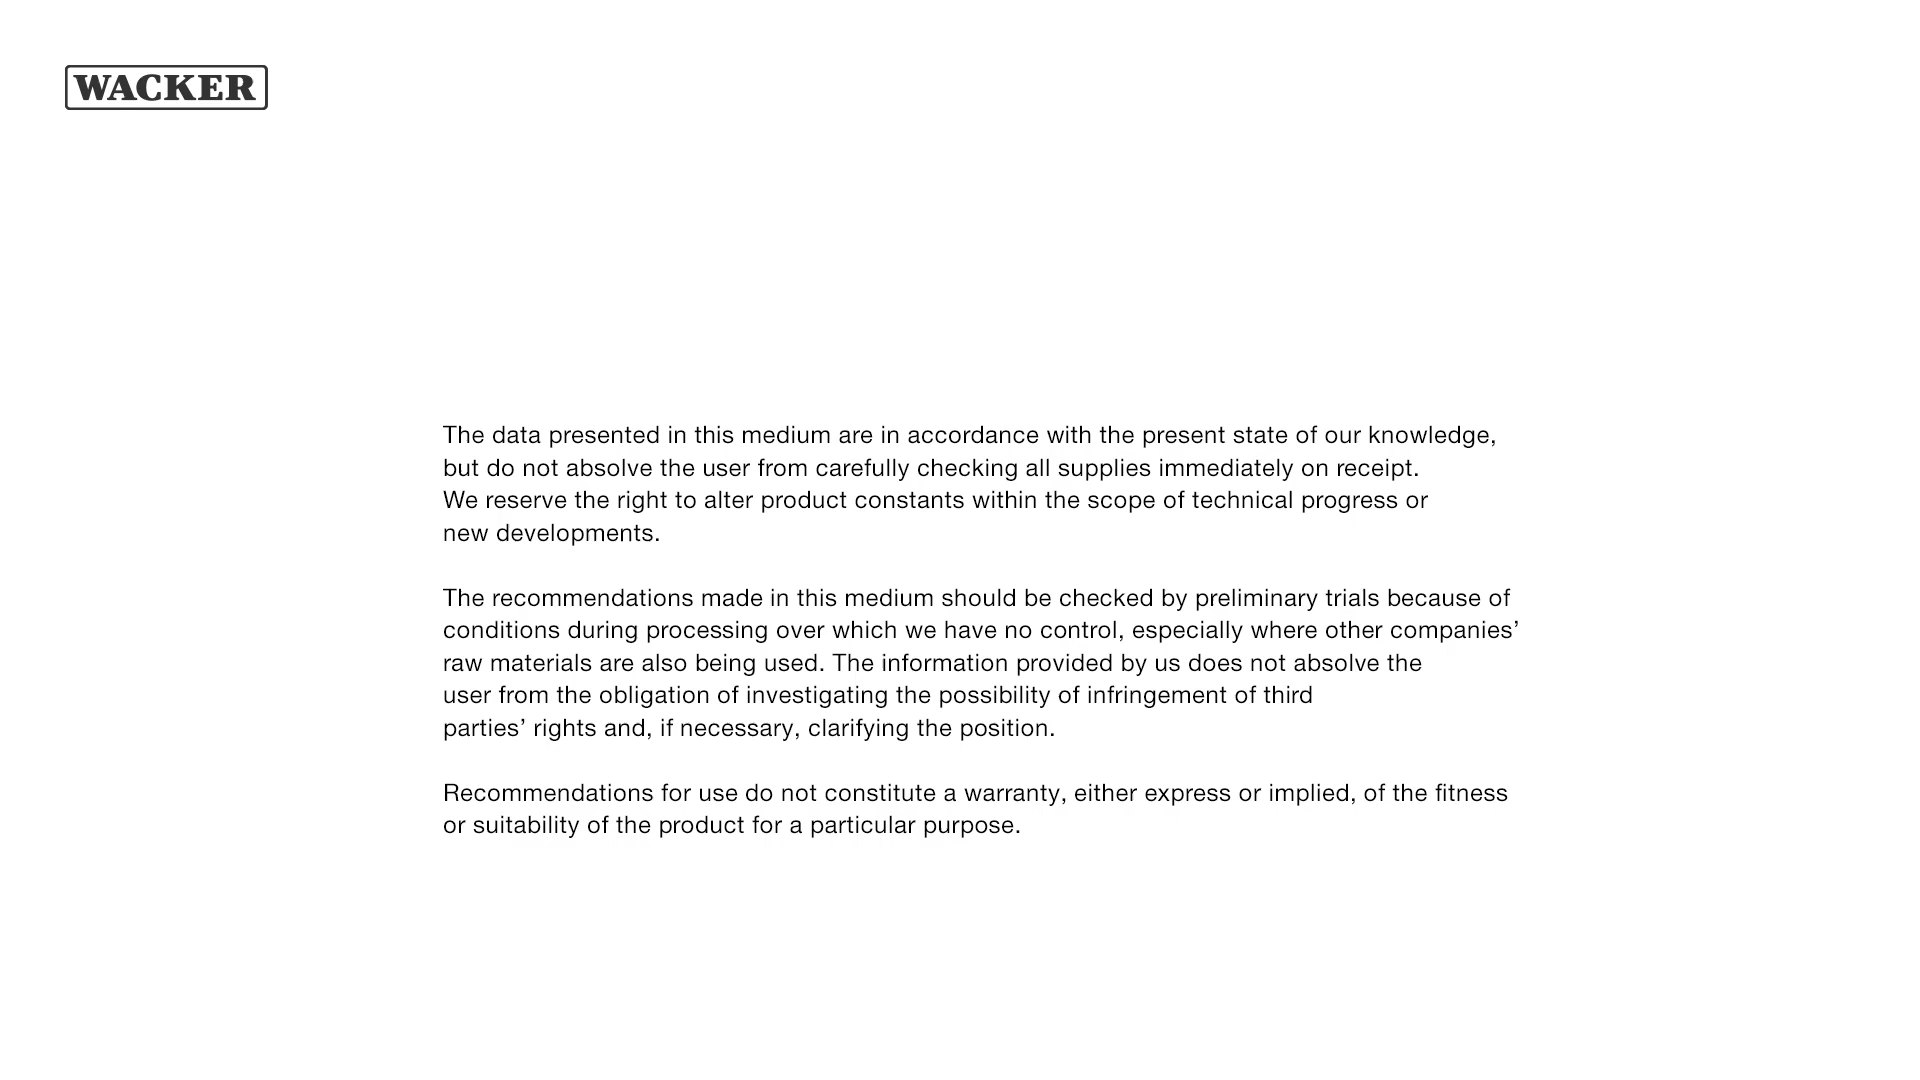 WACKER
The data presented in this medium are in accordance with the present state of our knowledge,
but do not absolve the user from carefully checking all supplies immediately on receipt.
We reserve the right to alter product constants within the scope of technical progress or
new developments.
The recommendations made in this medium should be checked by preliminary trials because of
conditions during processing over which we have no control, especially where other companies’
raw materials are also being used. The information provided by us does not absolve the
user from the obligation of investigating the possibility of infringement of third
parties’ rights and, if necessary, clarifying the position.
Recommendations for use do not constitute a warranty, either express or implied, of the fitness
or suitability of the product for a particular purpose.